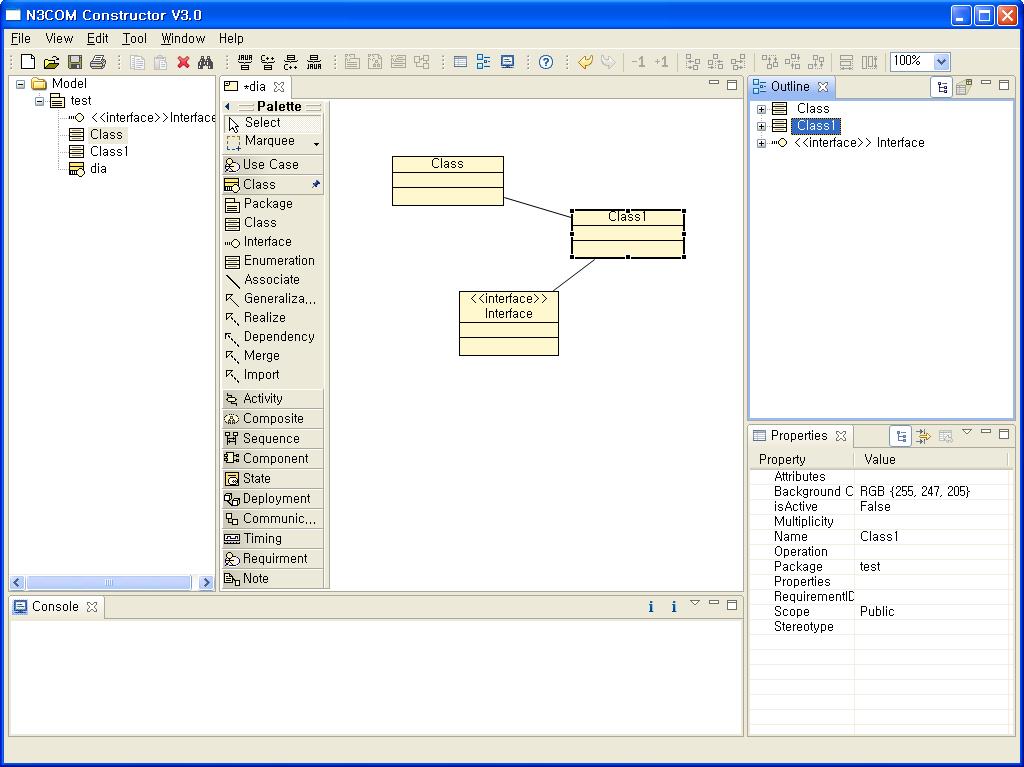 N3COM Constructor V3.0
File View Edit Tool Window Help
-1 +1 100%
Model
test
<<interface>>Interface
Class
Class1
dia
*dia
Palette
Select
Marquee
Use Case
Class
Package
Class
Interface
Enumeration
Associate
Generaliza...
Realize
Dependency
Merge
Import
Activity
Composite
Sequence
Component
State
Deployment
Communic...
Timing
Requirment
Note
Class
Class1
<<interface>>
Interface
Outline
Class
Class1
<<interface>> Interface
Properties
Property Value
Attributes
Background C RGB {255, 247, 205}
isActive False
Multiplicity
Name Class1
Operation
Package test
Properties
RequirementID
Scope Public
Stereotype
Console